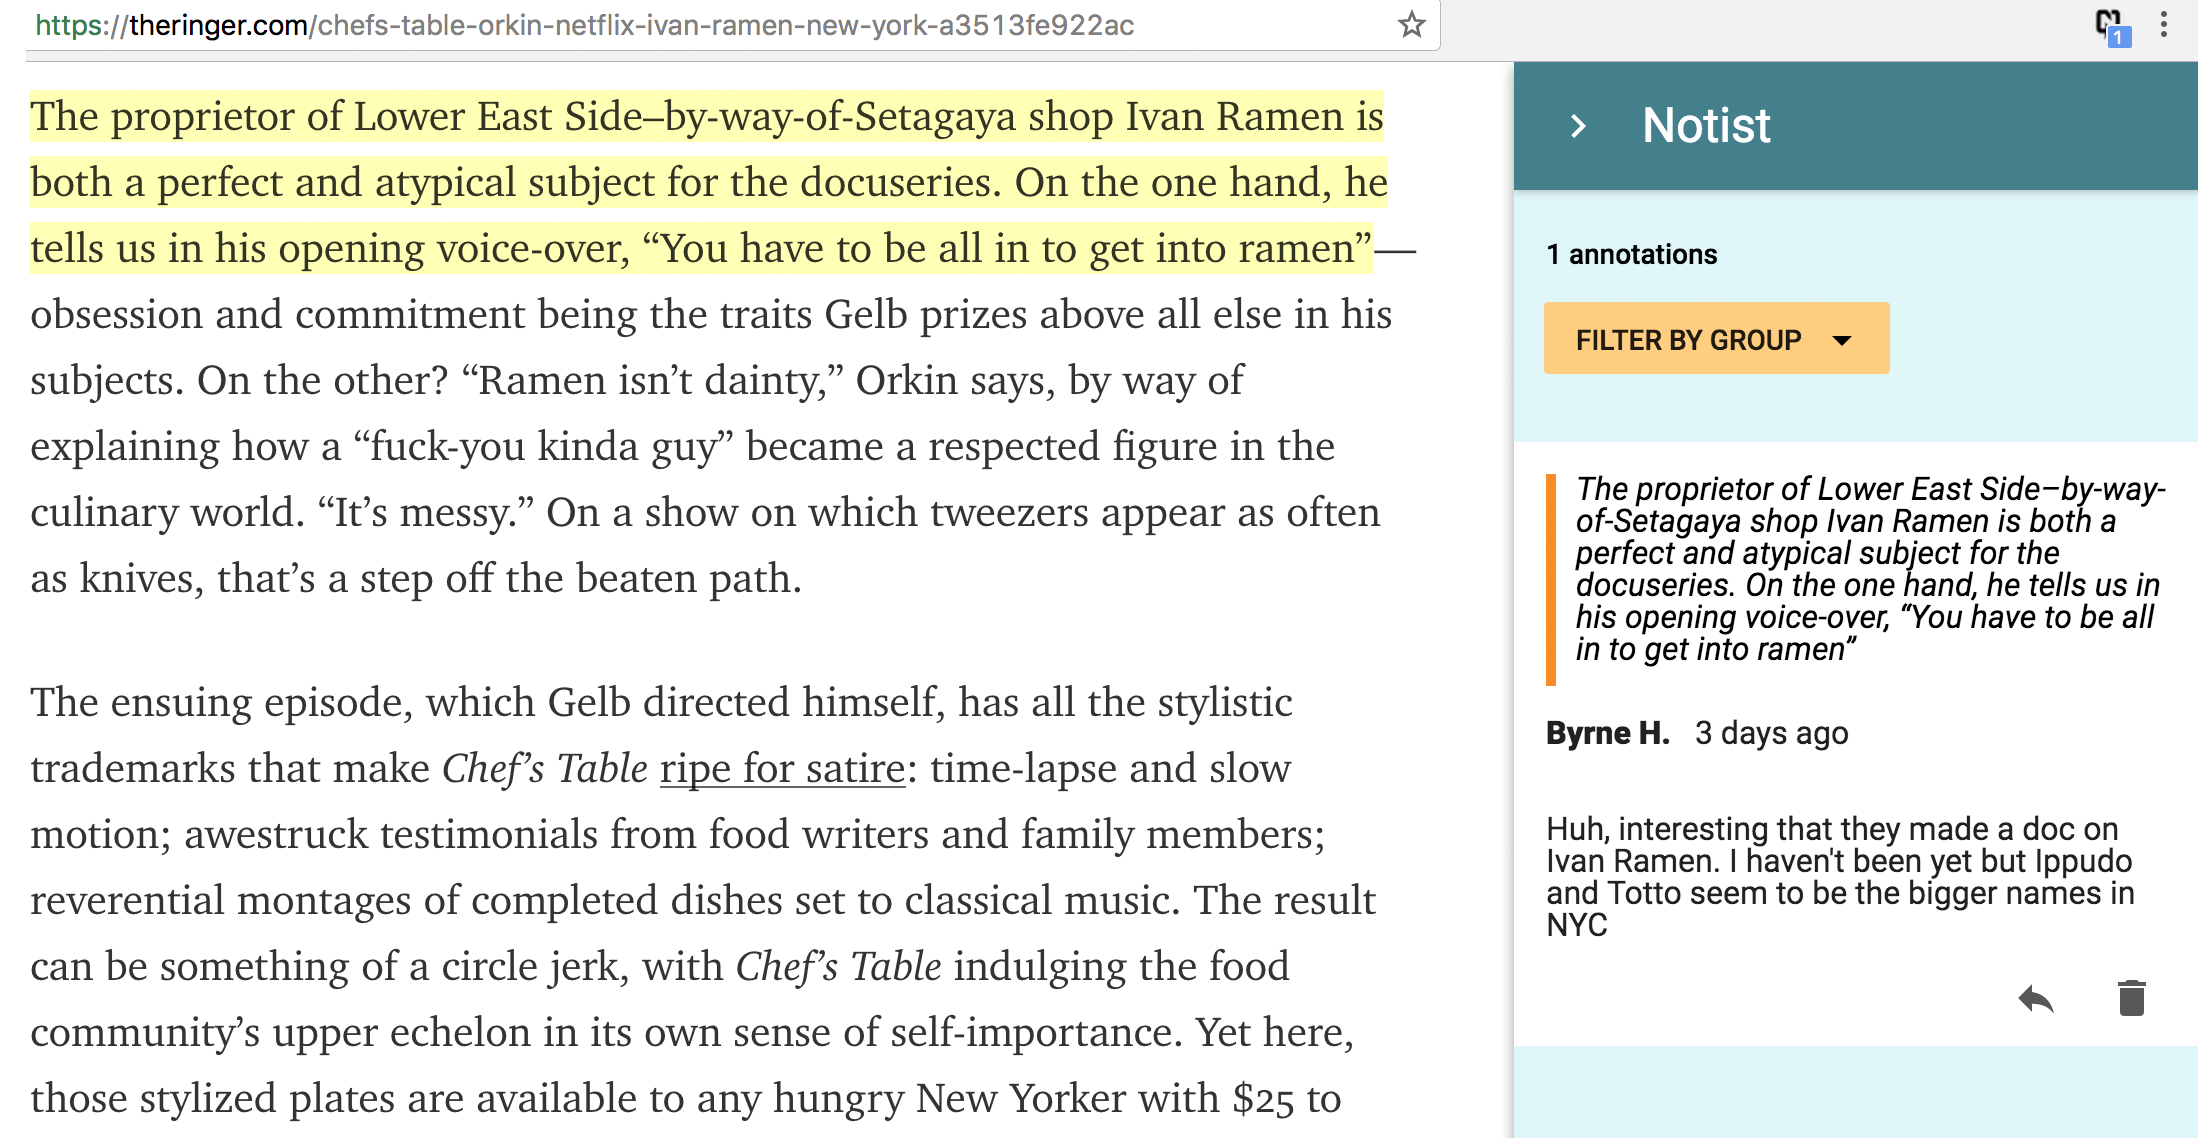 https://theringer.com/chefs-table-orkin-netflix-ivan-ramen-new-york-a3513fe922ac
1
The proprietor of Lower East Side–by-way-of-Setagaya shop Ivan Ramen is
both a perfect and atypical subject for the docuseries. On the one hand, he
tells us in his opening voice-over, “You have to be all in to get into ramen”—
obsession and commitment being the traits Gelb prizes above all else in his
subjects. On the other? “Ramen isn’t dainty,” Orkin says, by way of
explaining how a “fuck-you kinda guy” became a respected figure in the
culinary world. “It’s messy.” On a show on which tweezers appear as often
as knives, that’s a step off the beaten path.
The ensuing episode, which Gelb directed himself, has all the stylistic
trademarks that make Chef’s Table ripe for satire: time-lapse and slow
motion; awestruck testimonials from food writers and family members;
reverential montages of completed dishes set to classical music. The result
can be something of a circle jerk, with Chef’s Table indulging the food
community’s upper echelon in its own sense of self-importance. Yet here,
those stylized plates are available to any hungry New Yorker with $25 to
Notist
1 annotations
FILTER BY GROUP
The proprietor of Lower East Side–by-way-
of-Setagaya shop Ivan Ramen is both a
perfect and atypical subject for the
docuseries. On the one hand, he tells us in
his opening voice-over, “You have to be all
in to get into ramen”
Byrne H. 3 days ago
Huh, interesting that they made a doc on
Ivan Ramen. I haven't been yet but Ippudo
and Totto seem to be the bigger names in
NYC